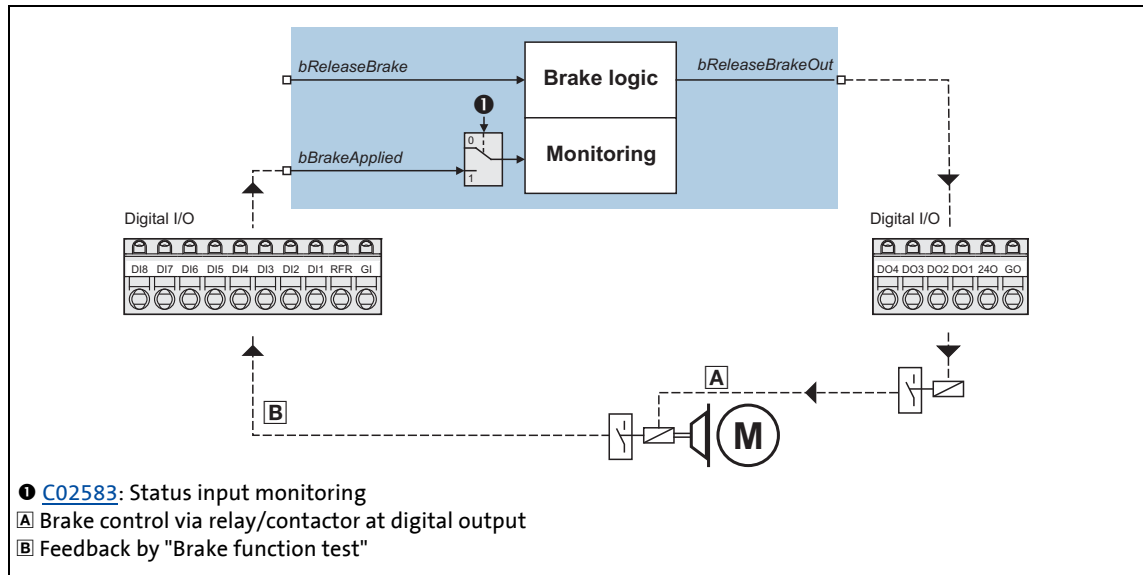 bReleaseBrake
Brake logic
bReleaseBrakeOut
❶
0
1
bBrakeApplied
Monitoring
Digital I/O
DI8 DI7 DI6 DI5 DI4 DI3 DI2 DI1 RFR GI
Digital I/O
DO4 DO3 DO2 DO1 24O GO
A
B
M
❶ C02583: Status input monitoring
A Brake control via relay/contactor at digital output
B Feedback by "Brake function test"